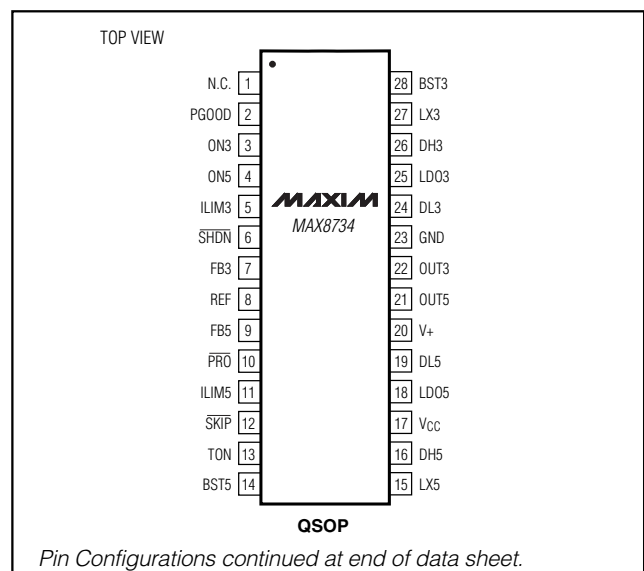 TOP VIEW
N.C. 1
PGOOD 2
ON3 3
ON5 4
ILIM3 5
SHDN 6
FB3 7
REF 8
FB5 9
PRO 10
ILIM5 11
SKIP 12
TON 13
BST5 14
MAXIM
MAX8734
28 BST3
27 LX3
26 DH3
25 LDO3
24 DL3
23 GND
22 OUT3
21 OUT5
20 V+
19 DL5
18 LDO5
17 VCC
16 DH5
15 LX5
QSOP
Pin Configurations continued at end of data sheet.